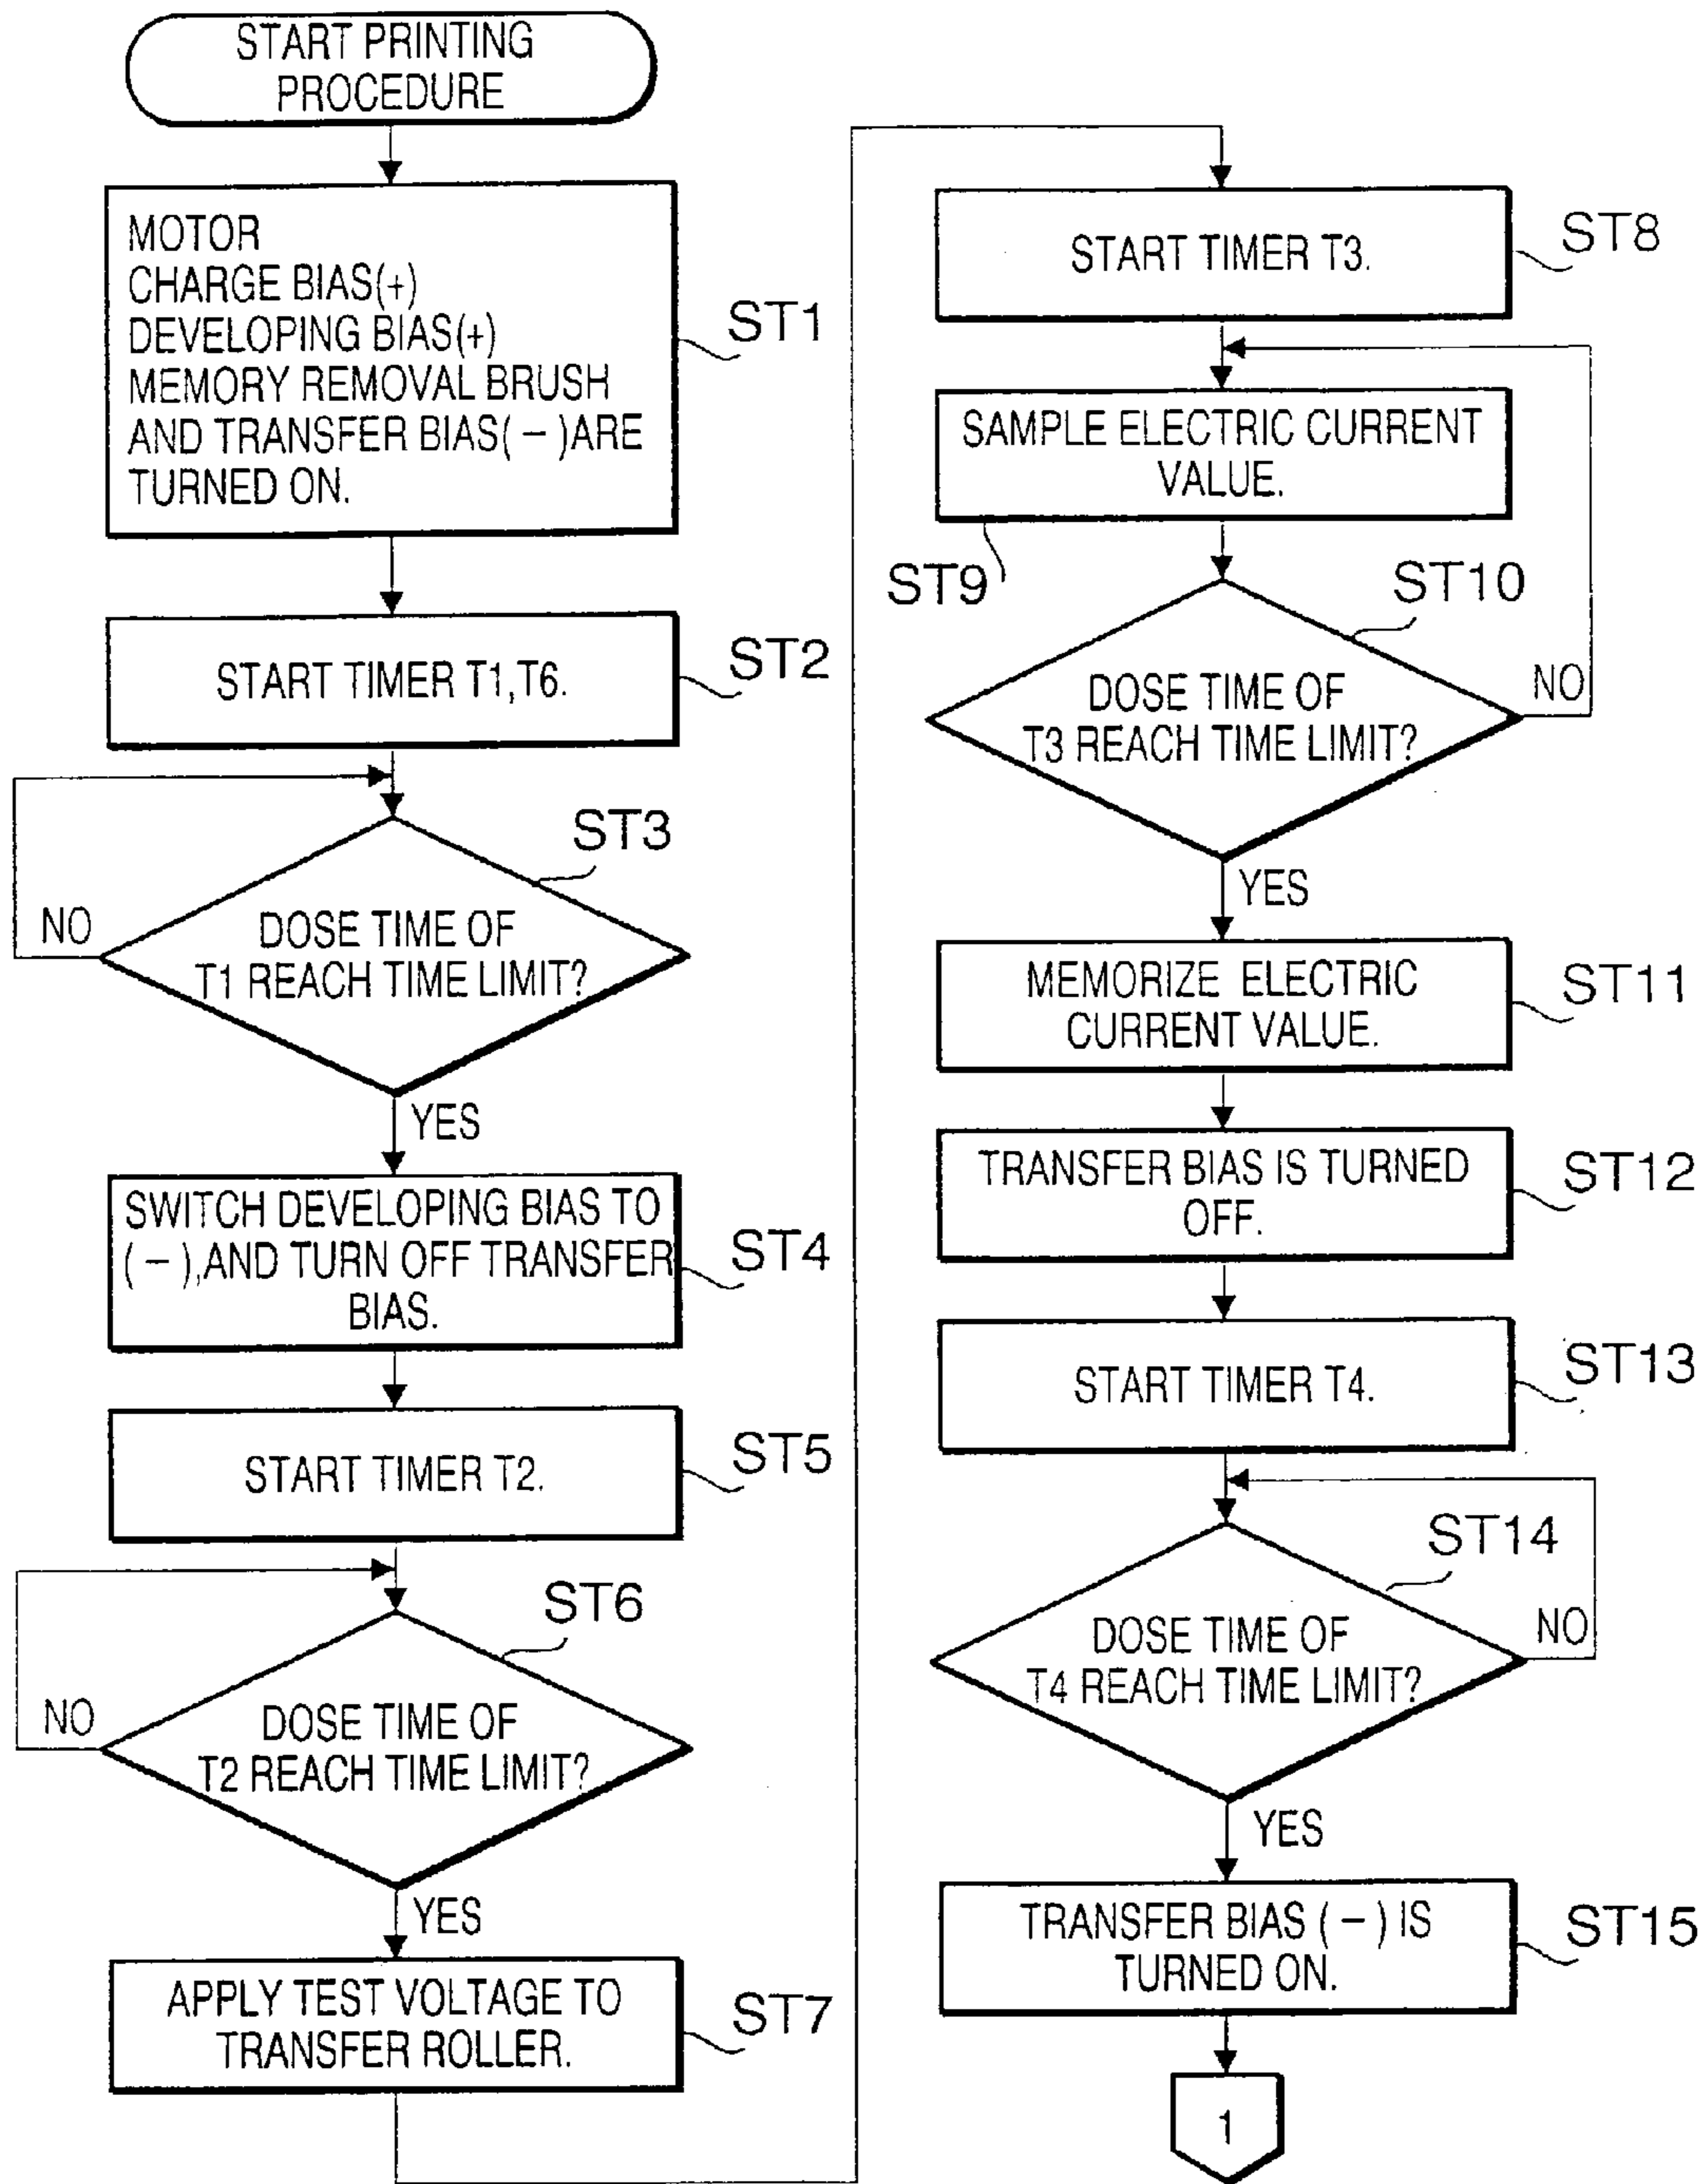 START PRINTING
PROCEDURE
MOTOR
CHARGE BIAS(+)
DEVELOPING BIAS(+)
MEMORY REMOVAL BRUSH
AND TRANSFER BIAS( − )ARE
TURNED ON.
ST1
START TIMER T1,T6.
ST2
ST3
DOSE TIME OF
T1 REACH TIME LIMIT?
NO
YES
SWITCH DEVELOPING BIAS TO
( − ),AND TURN OFF TRANSFER
BIAS.
ST4
START TIMER T2.
ST5
ST6
DOSE TIME OF
T2 REACH TIME LIMIT?
NO
YES
APPLY TEST VOLTAGE TO
TRANSFER ROLLER.
ST7
START TIMER T3.
ST8
SAMPLE ELECTRIC CURRENT
VALUE.
ST9
ST10
DOSE TIME OF
T3 REACH TIME LIMIT?
NO
YES
MEMORIZE ELECTRIC
CURRENT VALUE.
ST11
TRANSFER BIAS IS TURNED
OFF.
ST12
START TIMER T4.
ST13
ST14
DOSE TIME OF
T4 REACH TIME LIMIT?
NO
YES
TRANSFER BIAS ( − ) IS
TURNED ON.
ST15
1